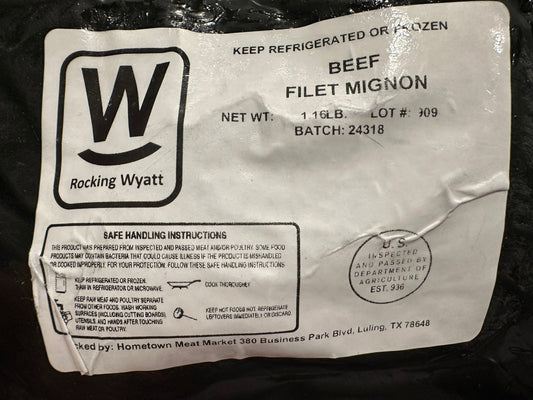 KEEP REFRIGERATED OR FROZEN
BEEF
FILET MIGNON
NET WT: 1.16LB. LOT #: 909
BATCH: 24318
W
Rocking Wyatt
SAFE HANDLING INSTRUCTIONS
THIS PRODUCT WAS PREPARED FROM INSPECTED AND PASSED MEAT AND/OR POULTRY. SOME FOOD
PRODUCTS MAY CONTAIN BACTERIA THAT COULD CAUSE ILLNESS IF THE PRODUCT IS MISHANDLED
OR COOKED IMPROPERLY. FOR YOUR PROTECTION, FOLLOW THESE SAFE HANDLING INSTRUCTIONS
KEEP REFRIGERATED OR FROZEN.
THAW IN REFRIGERATOR OR MICROWAVE.
COOK THOROUGHLY.
KEEP RAW MEAT AND POULTRY SEPARATE
FROM OTHER FOODS. WASH WORKING
SURFACES (INCLUDING CUTTING BOARDS),
UTENSILS, AND HANDS AFTER TOUCHING
RAW MEAT OR POULTRY.
KEEP HOT FOODS HOT. REFRIGERATE
LEFTOVERS IMMEDIATELY OR DISCARD.
U.S.
INSPECTED
AND PASSED BY
DEPARTMENT OF
AGRICULTURE
EST. 936
cked by: Hometown Meat Market 380 Business Park Blvd, Luling, TX 78648